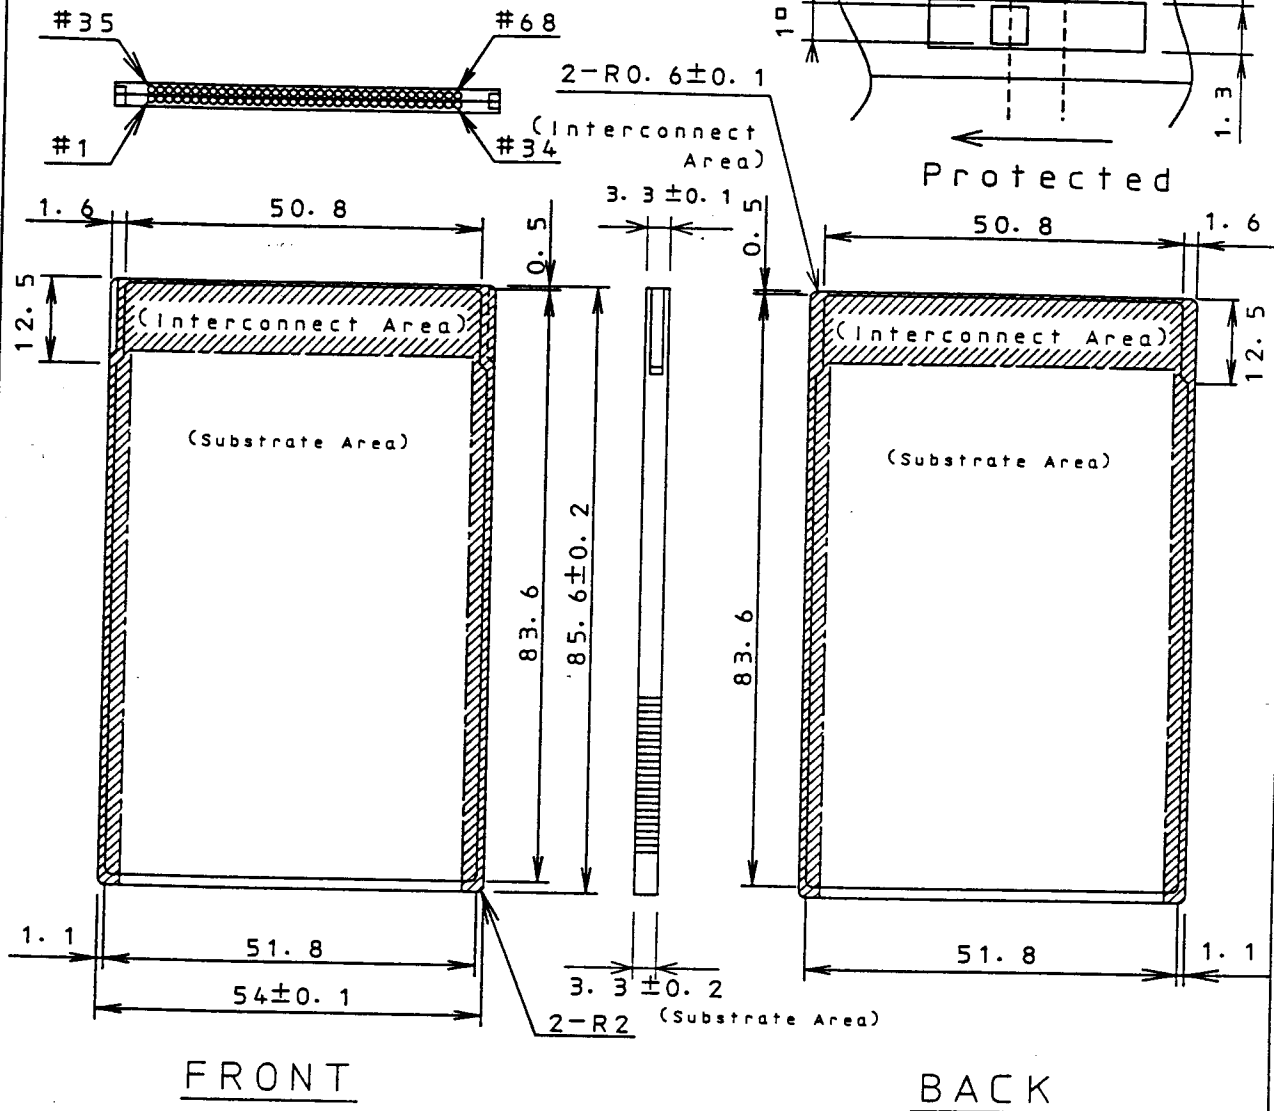 #35
#68
#1
#34
2-R0.6±0.1
(Interconnect
Area)
1.3
Protected
1.6
50.8
0.5
3.3±0.1
0.5
50.8
1.6
12.5
(Interconnect Area)
(Interconnect Area)
12.5
(Substrate Area)
(Substrate Area)
83.6
85.6±0.2
83.6
1.1
51.8
54±0.1
3.3±0.2
(Substrate Area)
2-R2
51.8
1.1
FRONT
BACK